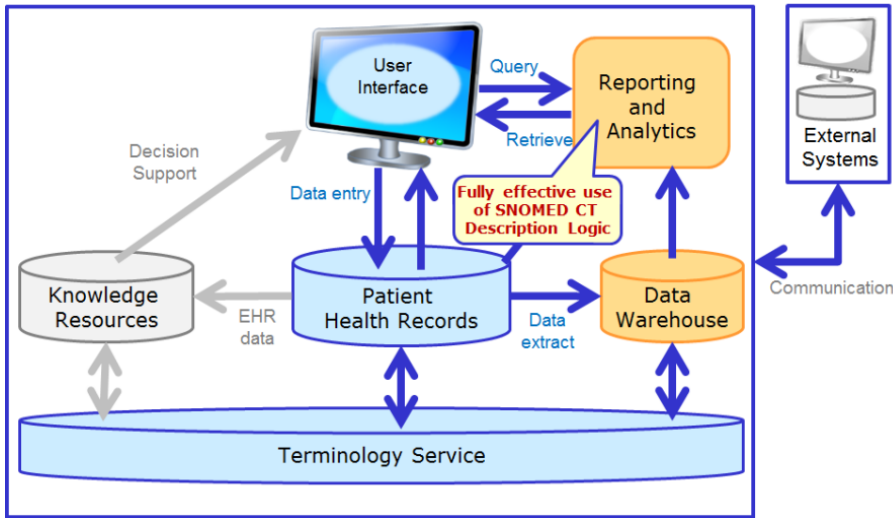 User
Interface
Query
Reporting
and
Analytics
Retrieve
External
Systems
Decision
Support
Data entry
Fully effective use
of SNOMED CT
Description Logic
Knowledge
Resources
EHR
data
Patient
Health Records
Data
extract
Data
Warehouse
Communication
Terminology Service